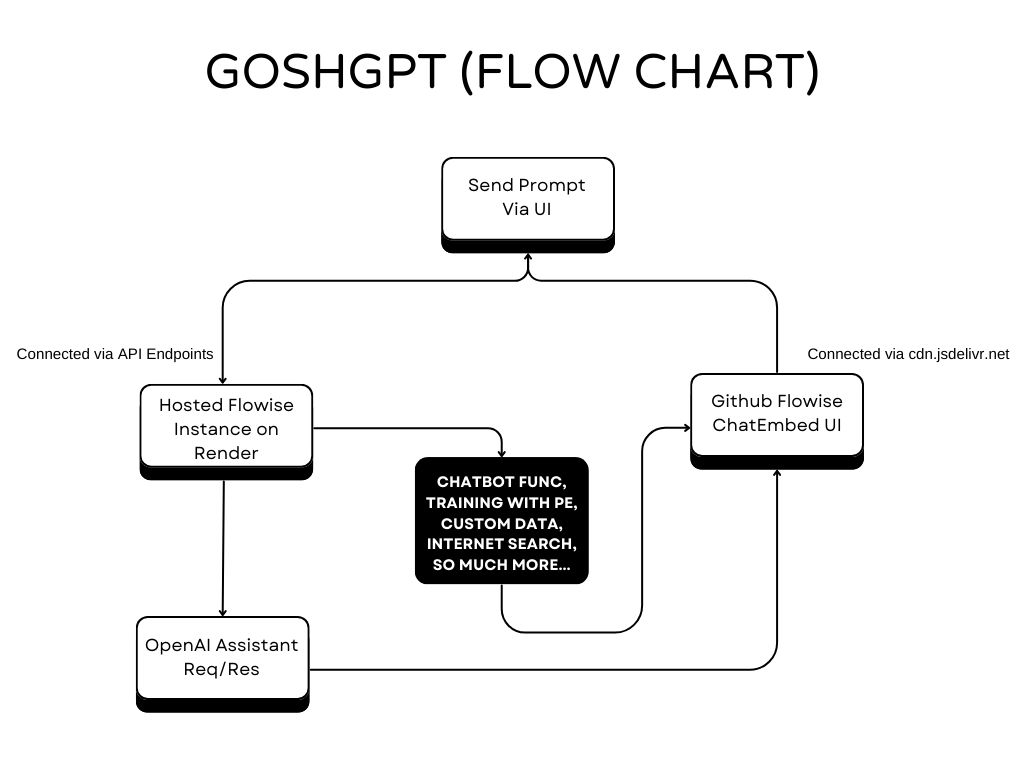 GOSHGPT (FLOW CHART)
Send Prompt
Via UI
Connected via API Endpoints
Connected via cdn.jsdelivr.net
Hosted Flowise
Instance on
Render
Github Flowise
ChatEmbed UI
CHATBOT FUNC,
TRAINING WITH PE,
CUSTOM DATA,
INTERNET SEARCH,
SO MUCH MORE...
OpenAI Assistant
Req/Res